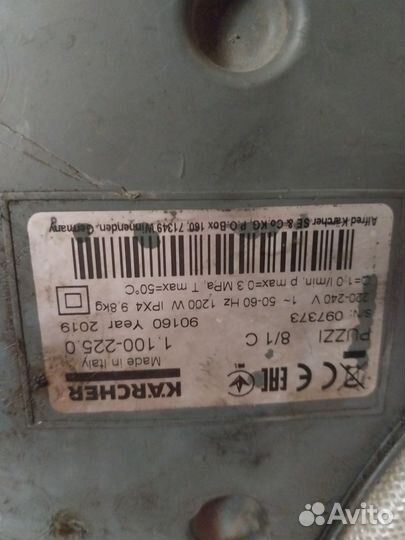 KÄRCHER
Made in Italy
PUZZI 8/1 C 1.100-225.0
S/N: 097373 90160 Year 2019
220-240 V 1~ 50-60 Hz 1200 W IPX4 9.8kg
Q=1.0 l/min, p max=0.3 MPa, T max=50°C
Alfred Kärcher SE & Co.KG, P.O.Box 160, 71349 Winnenden, Germany
Avito